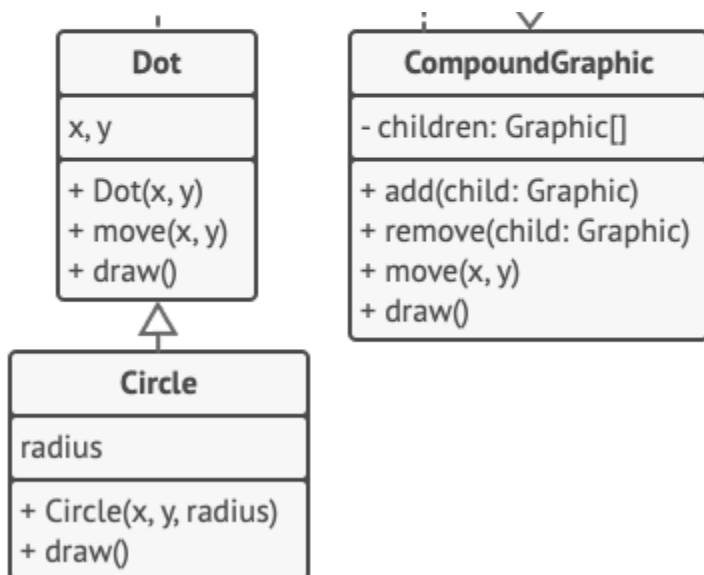 Dot
x, y
+ Dot(x, y)
+ move(x, y)
+ draw()
CompoundGraphic
- children: Graphic[]
+ add(child: Graphic)
+ remove(child: Graphic)
+ move(x, y)
+ draw()
Circle
radius
+ Circle(x, y, radius)
+ draw()